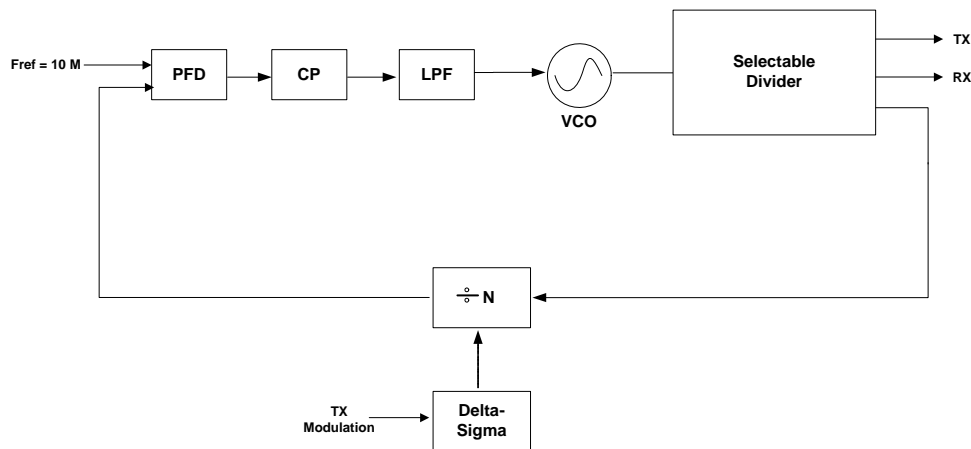 Fref = 10 M
PFD
CP
LPF
VCO
Selectable
Divider
TX
RX
÷ N
TX
Modulation
Delta-
Sigma